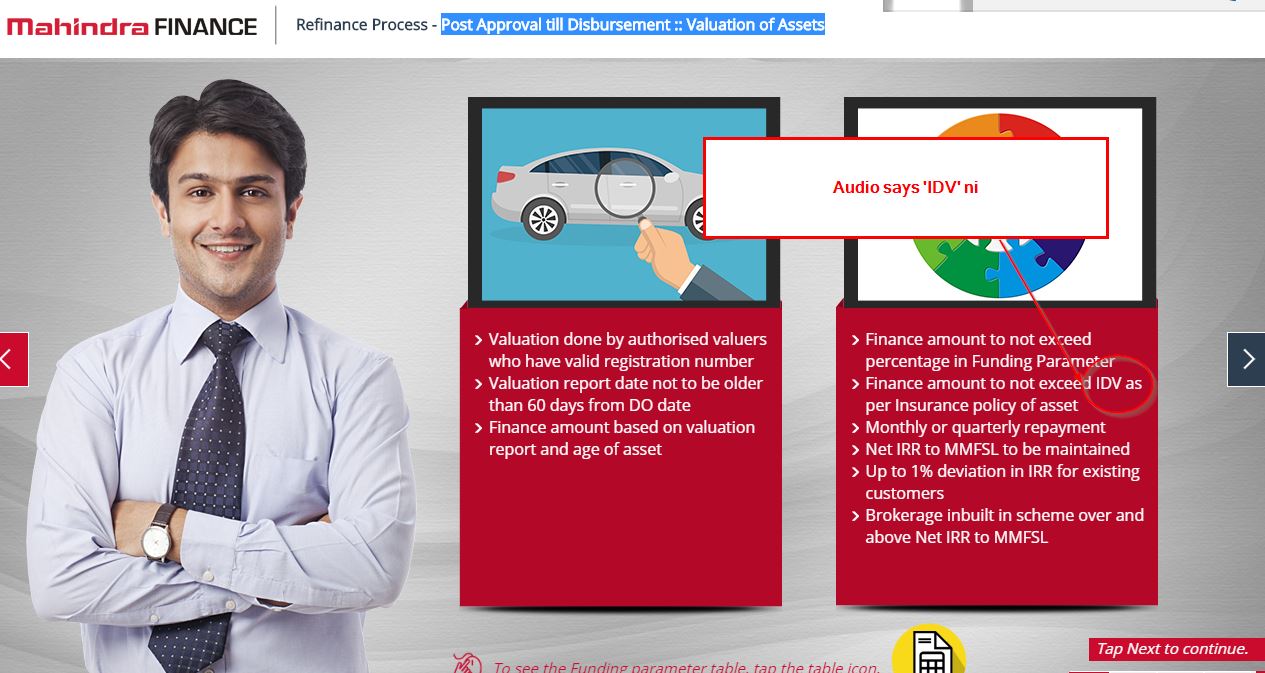 Mahindra FINANCE
Refinance Process - Post Approval till Disbursement :: Valuation of Assets
Audio says 'IDV' ni
Valuation done by authorised valuers
who have valid registration number
Valuation report date not to be older
than 60 days from DO date
Finance amount based on valuation
report and age of asset
Finance amount to not exceed
percentage in Funding Parameter
Finance amount to not exceed IDV as
per Insurance policy of asset
Monthly or quarterly repayment
Net IRR to MMFSL to be maintained
Up to 1% deviation in IRR for existing
customers
Brokerage inbuilt in scheme over and
above Net IRR to MMFSL
To see the Funding parameter table, tap the table icon.
Tap Next to continue.